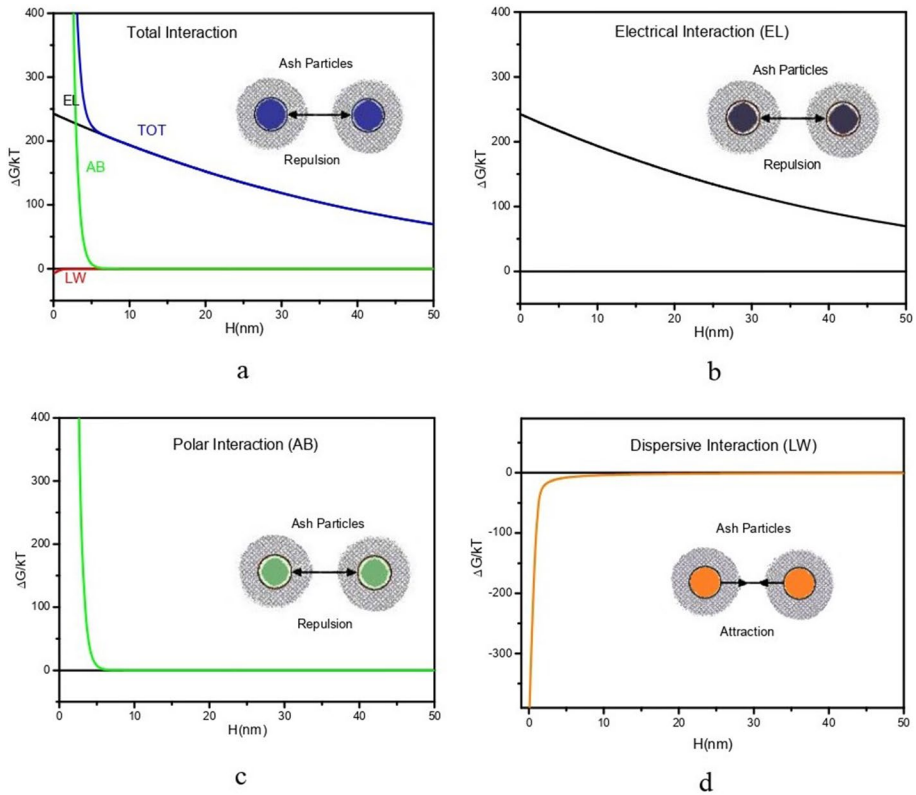 400
300
200
100
0
ΔG/kT
Total Interaction
Ash Particles
Repulsion
EL
TOT
AB
LW
0 10 20 30 40 50
H(nm)
a
400
300
200
100
0
ΔG/kT
Electrical Interaction (EL)
Ash Particles
Repulsion
0 10 20 30 40 50
H(nm)
b
400
300
200
100
0
ΔG/kT
Polar Interaction (AB)
Ash Particles
Repulsion
0 10 20 30 40 50
H(nm)
c
0
-100
-200
-300
ΔG/kT
Dispersive Interaction (LW)
Ash Particles
Attraction
0 10 20 30 40 50
H(nm)
d